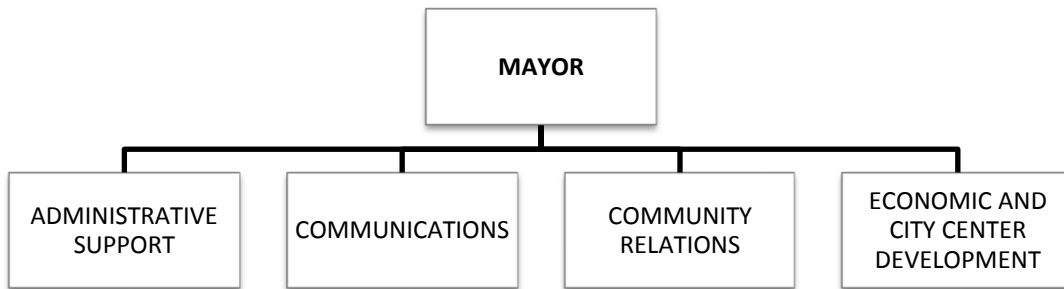 MAYOR
ADMINISTRATIVE
SUPPORT
COMMUNICATIONS
COMMUNITY
RELATIONS
ECONOMIC AND
CITY CENTER
DEVELOPMENT